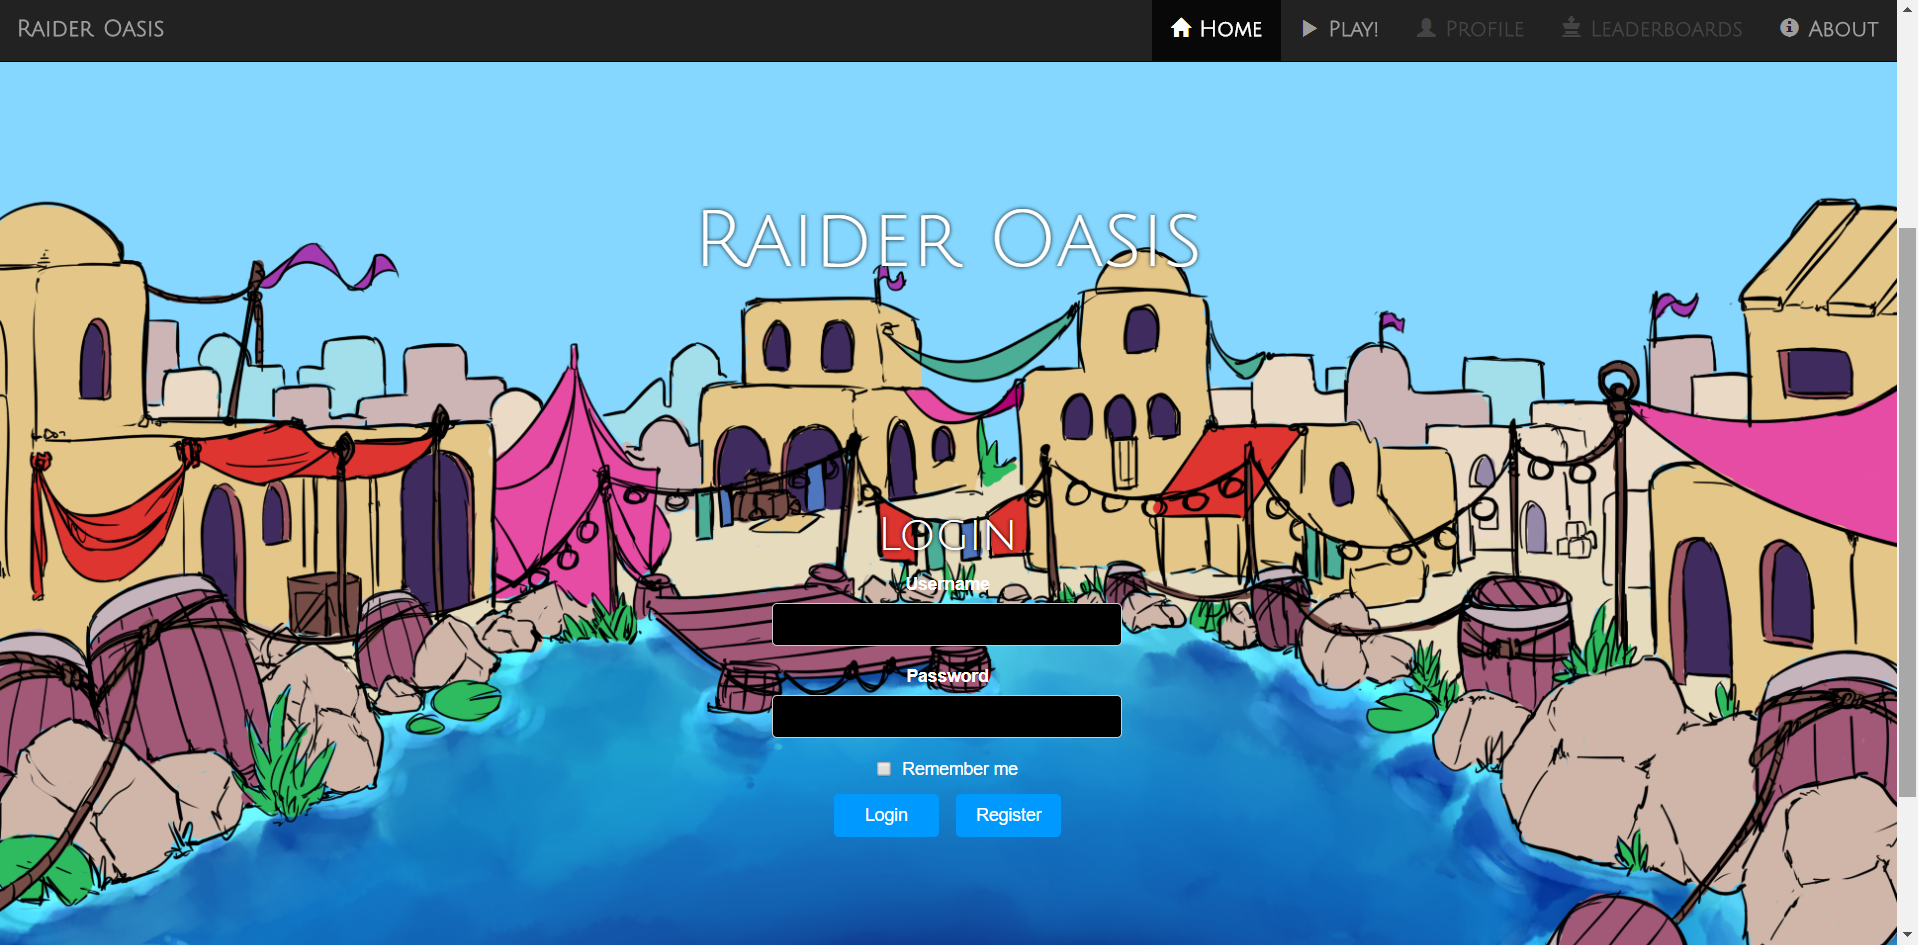 Raider Oasis
Home
Play!
Profile
Leaderboards
About
Raider Oasis
Login
Username
Password
Remember me
Login
Register